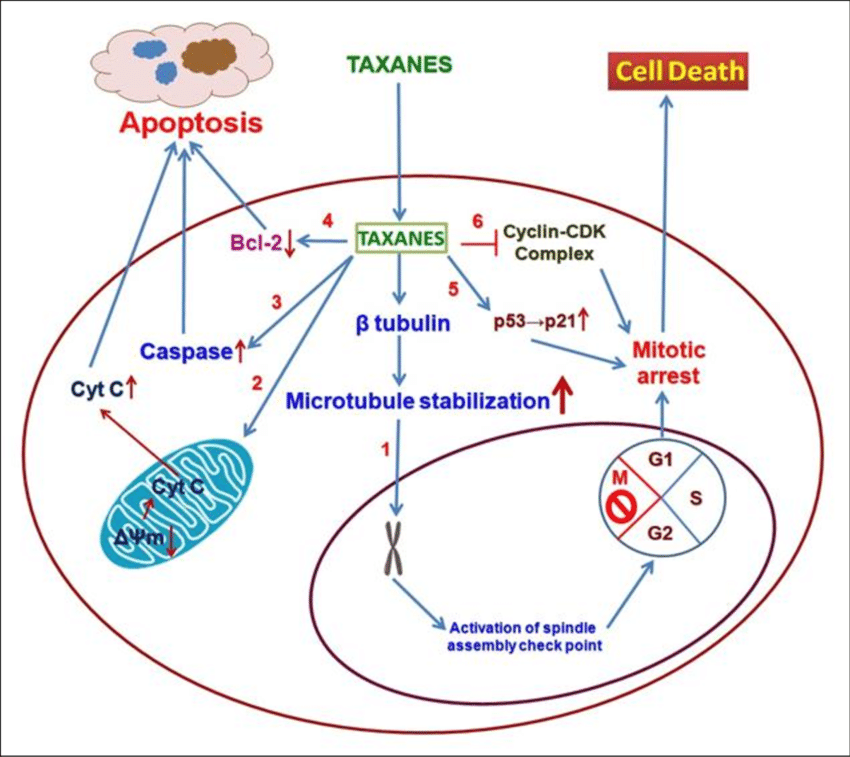 TAXANES
Cell Death
Apoptosis
4
6
Bcl-2↓
TAXANES
Cyclin-CDK
Complex
3
5
β tubulin
p53→p21↑
Caspase↑
Mitotic
arrest
2
Cyt C↑
Microtubule stabilization↑
1
G1
M
S
G2
Cyt C
ΔΨm↓
Activation of spindle
assembly check point